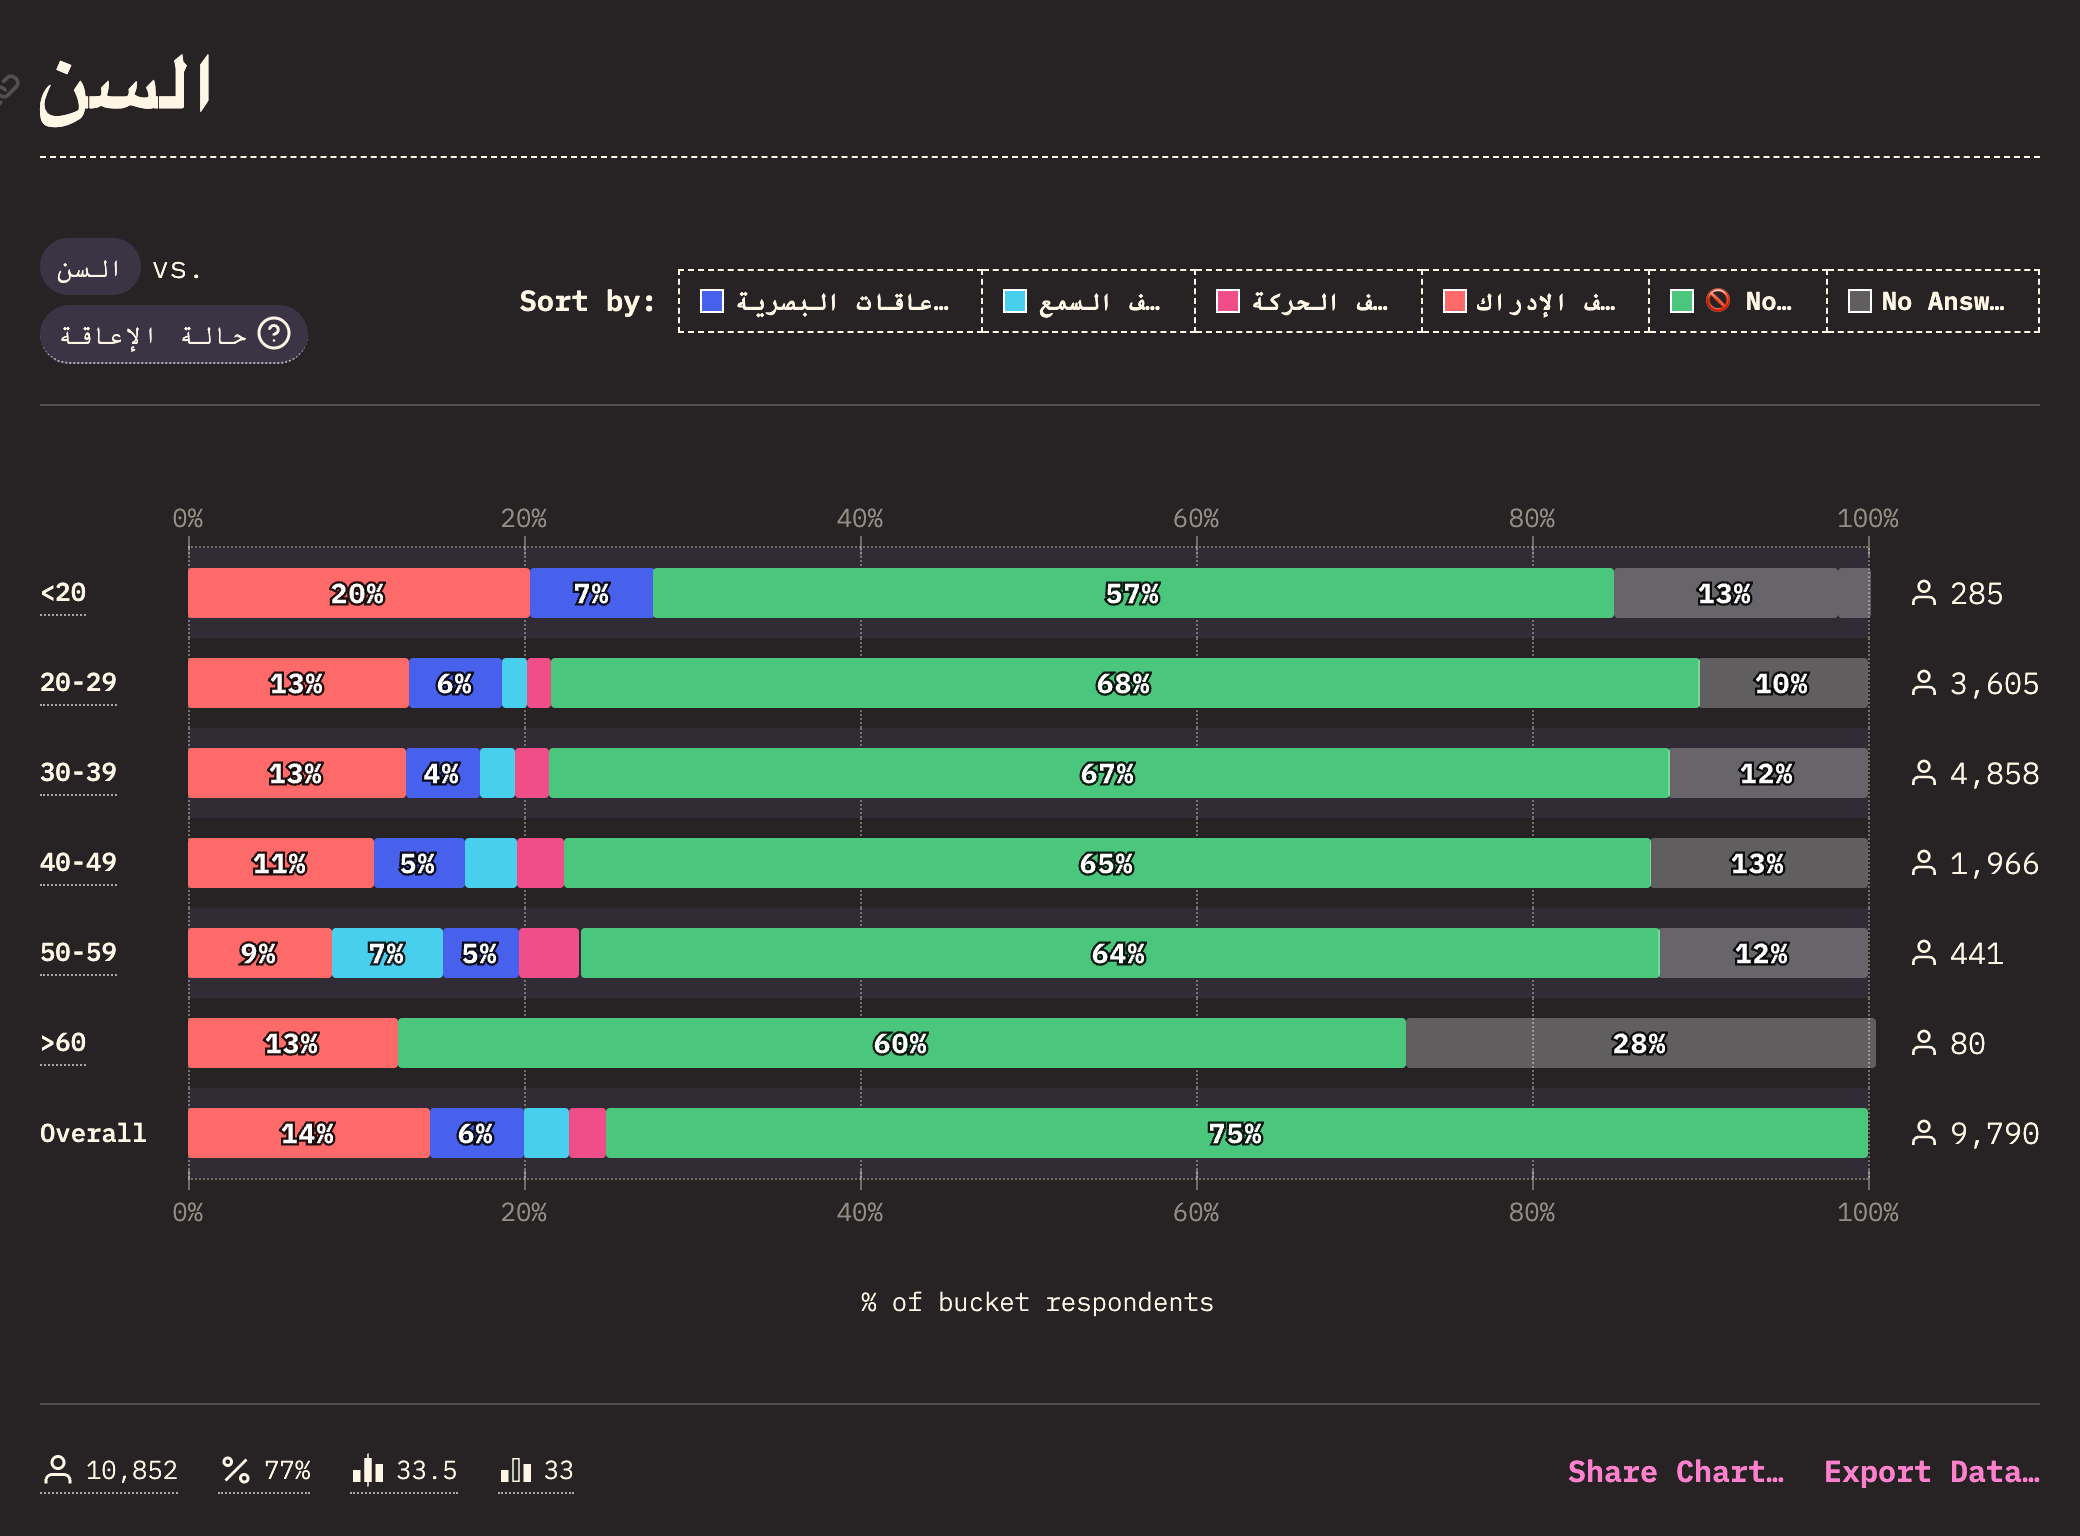 السن
السن vs.
حالة الإعاقة
Sort by: عاقات البصرية... ف السمع... ف الحركة... ف الإدراك... No... No Answ...
0% 20% 40% 60% 80% 100%
<20 20% 7% 57% 13% 285
20-29 13% 6% 68% 10% 3,605
30-39 13% 4% 67% 12% 4,858
40-49 11% 5% 65% 13% 1,966
50-59 9% 7% 5% 64% 12% 441
>60 13% 60% 28% 80
Overall 14% 6% 75% 9,790
0% 20% 40% 60% 80% 100%
% of bucket respondents
10,852 77% 33.5 33 Share Chart… Export Data…